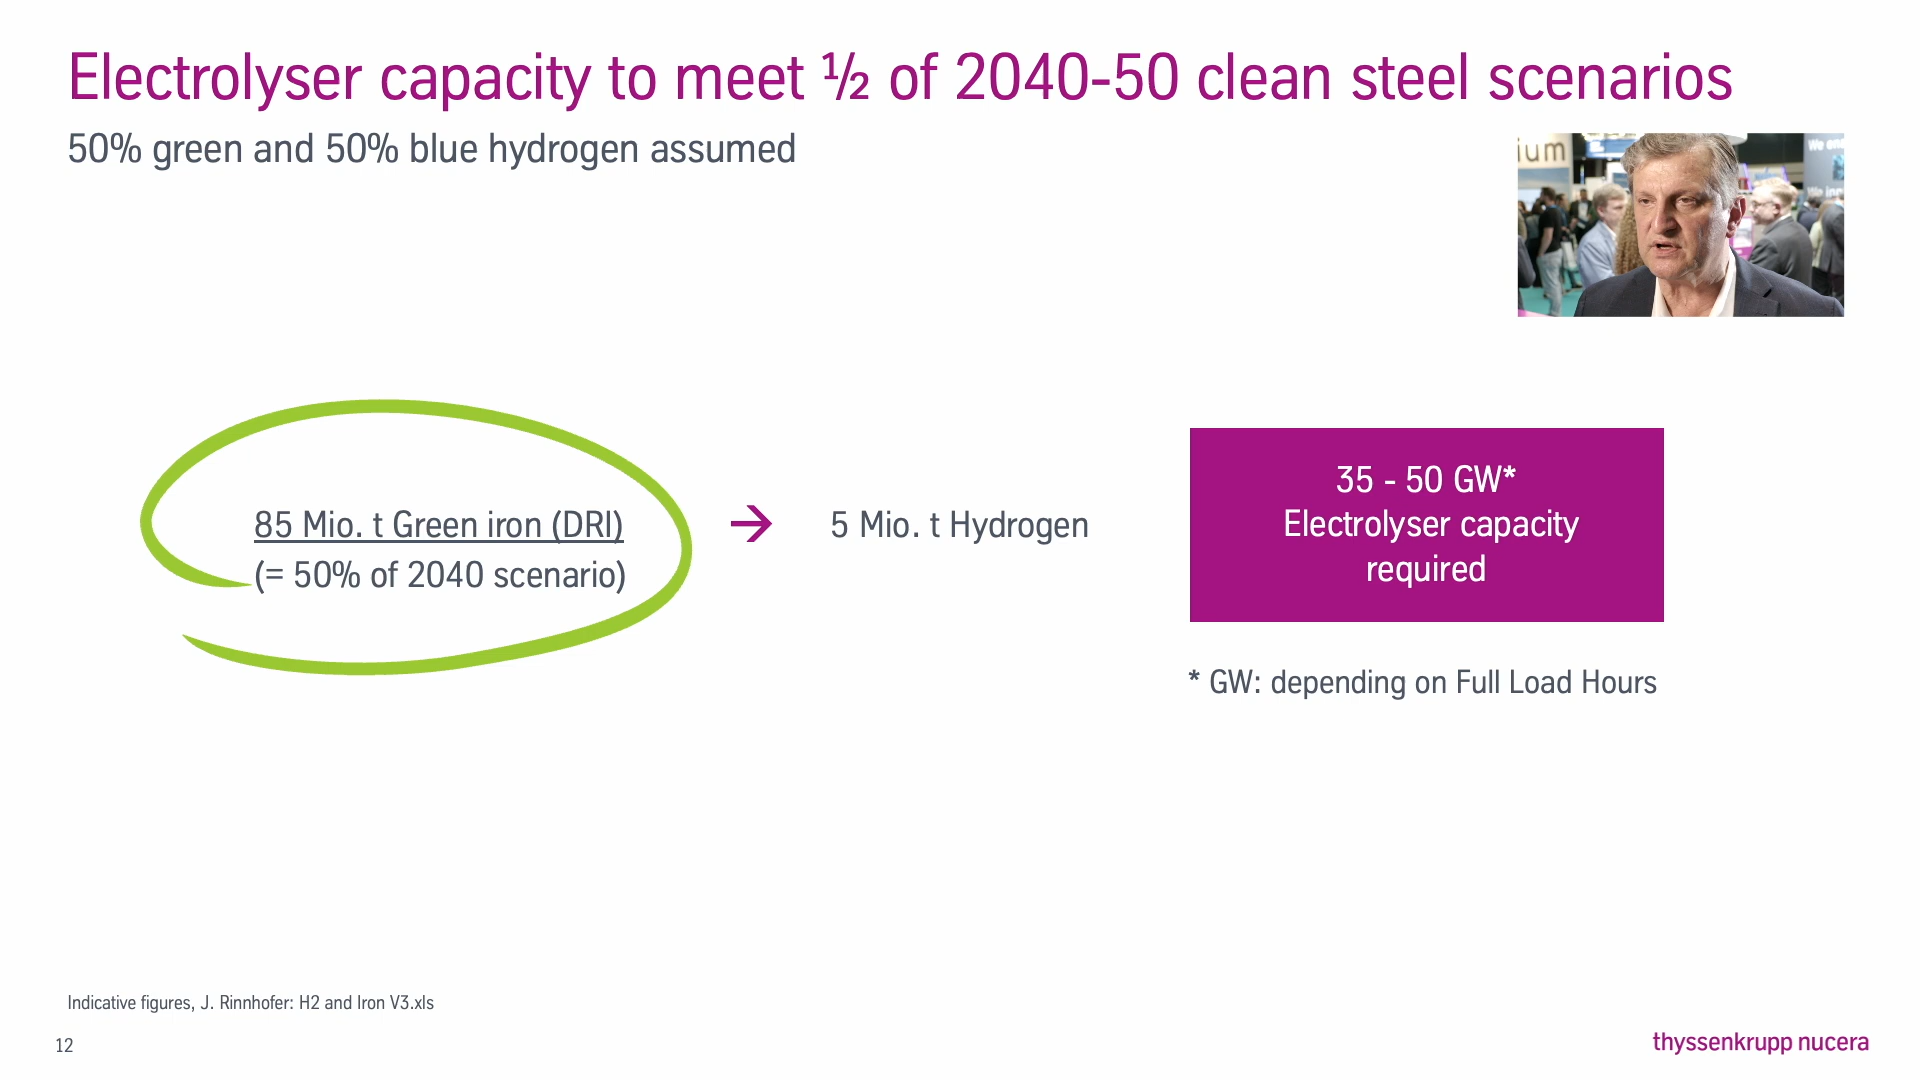 Electrolyser capacity to meet ½ of 2040-50 clean steel scenarios
50% green and 50% blue hydrogen assumed
ium
We
We
85 Mio. t Green iron (DRI)
(= 50% of 2040 scenario)
5 Mio. t Hydrogen
35 - 50 GW*
Electrolyser capacity
required
* GW: depending on Full Load Hours
Indicative figures, J. Rinnhofer: H2 and Iron V3.xls
12
thyssenkrupp nucera